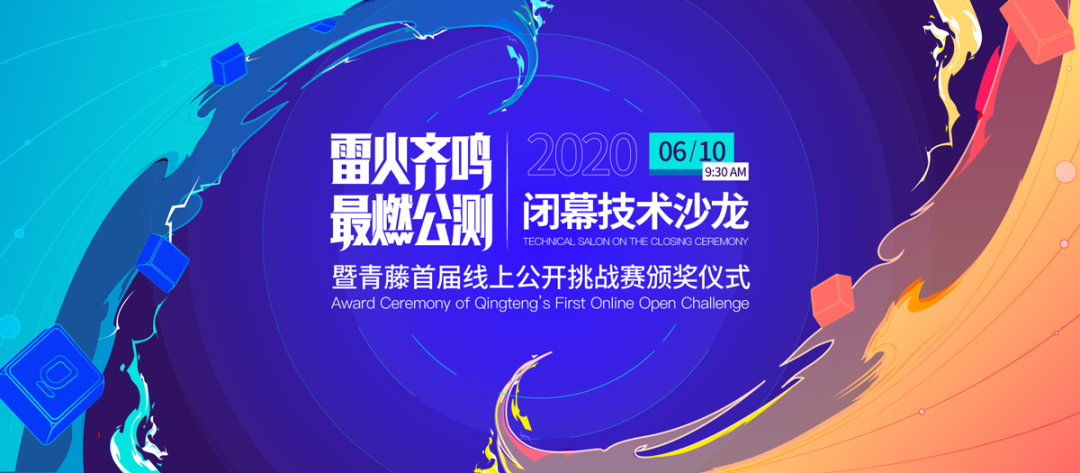 雷火齐鸣
最燃公测
2020 06/10
9:30 AM
闭幕技术沙龙
TECHNICAL SALON ON THE CLOSING CEREMONY
暨青藤首届线上公开挑战赛颁奖仪式
Award Ceremony of Qingteng's First Online Open Challenge